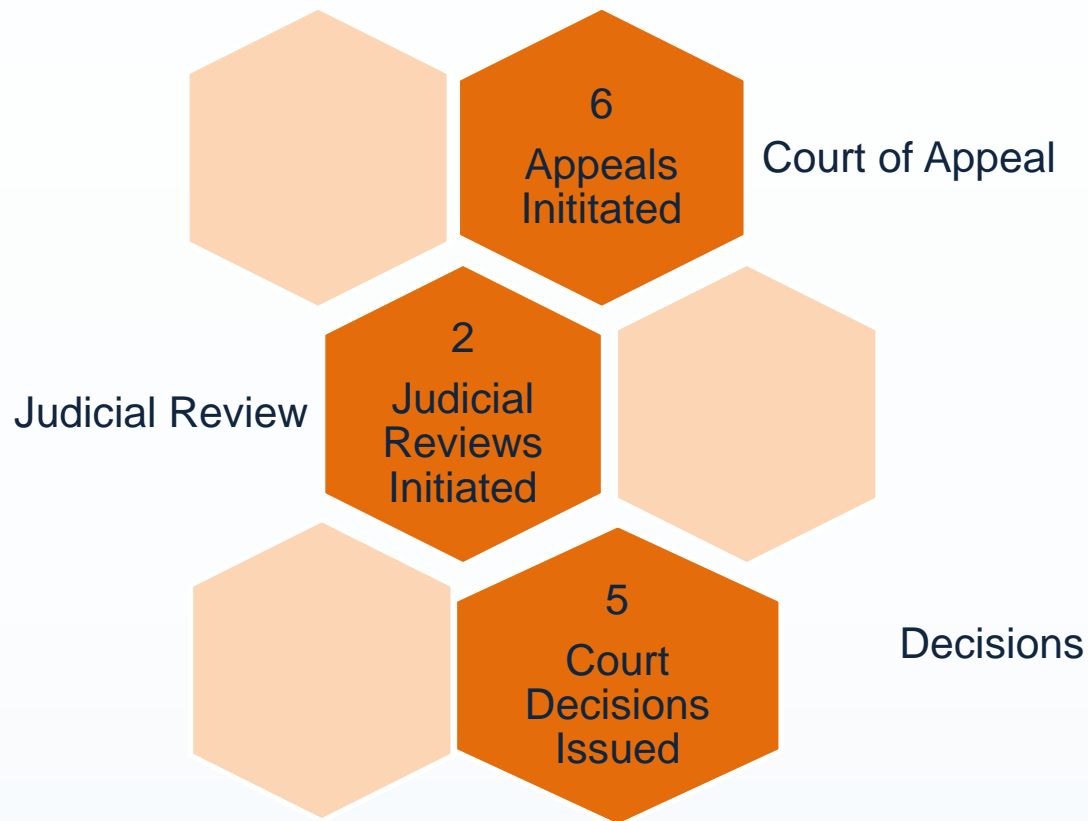 6
Appeals
Inititated
Court of Appeal
Judicial Review
2
Judicial
Reviews
Initiated
5
Court
Decisions
Issued
Decisions